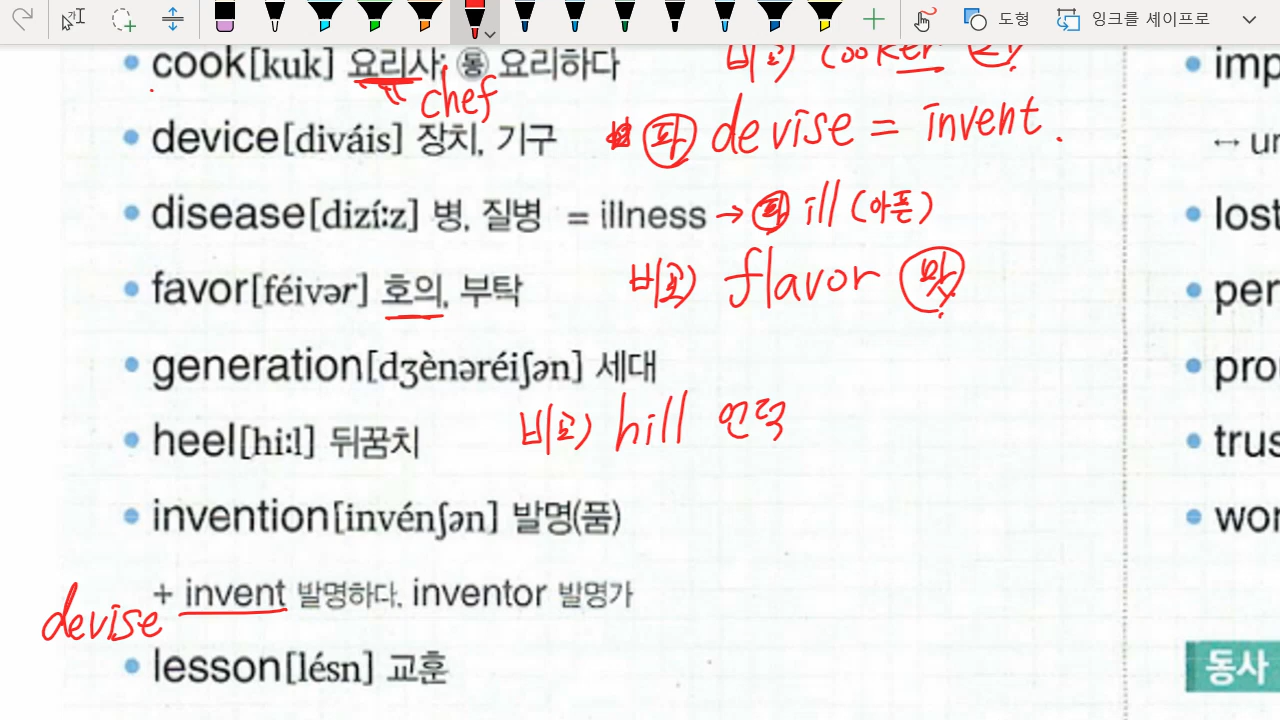 도형 잉크를 셰이프로
cook[kuk] 요리사; 통 요리하다 비교) cooker
chef
device[diváis] 장치, 기구 파 devise = invent.
disease[dizí:z] 병, 질병 = illness → 파 ill (아픈)
favor[féivər] 호의, 부탁 비교) flavor 맛
generation[dʒènəréiʃən] 세대
heel[hi:l] 뒤꿈치 비교) hill 언덕
invention[invénʃən] 발명(품)
+ invent 발명하다, inventor 발명가
devise
lesson[lésn] 교훈
imp
↔ un
lost
per
pro
trus
wor
동사